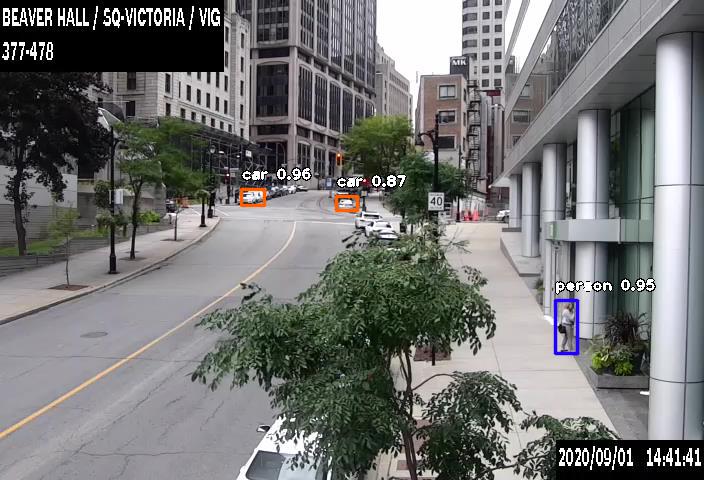 BEAVER HALL / SQ-VICTORIA / VIG
377-478
MK
car 0.96
car 0.87
40
person 0.95
2020/09/01 14:41:41